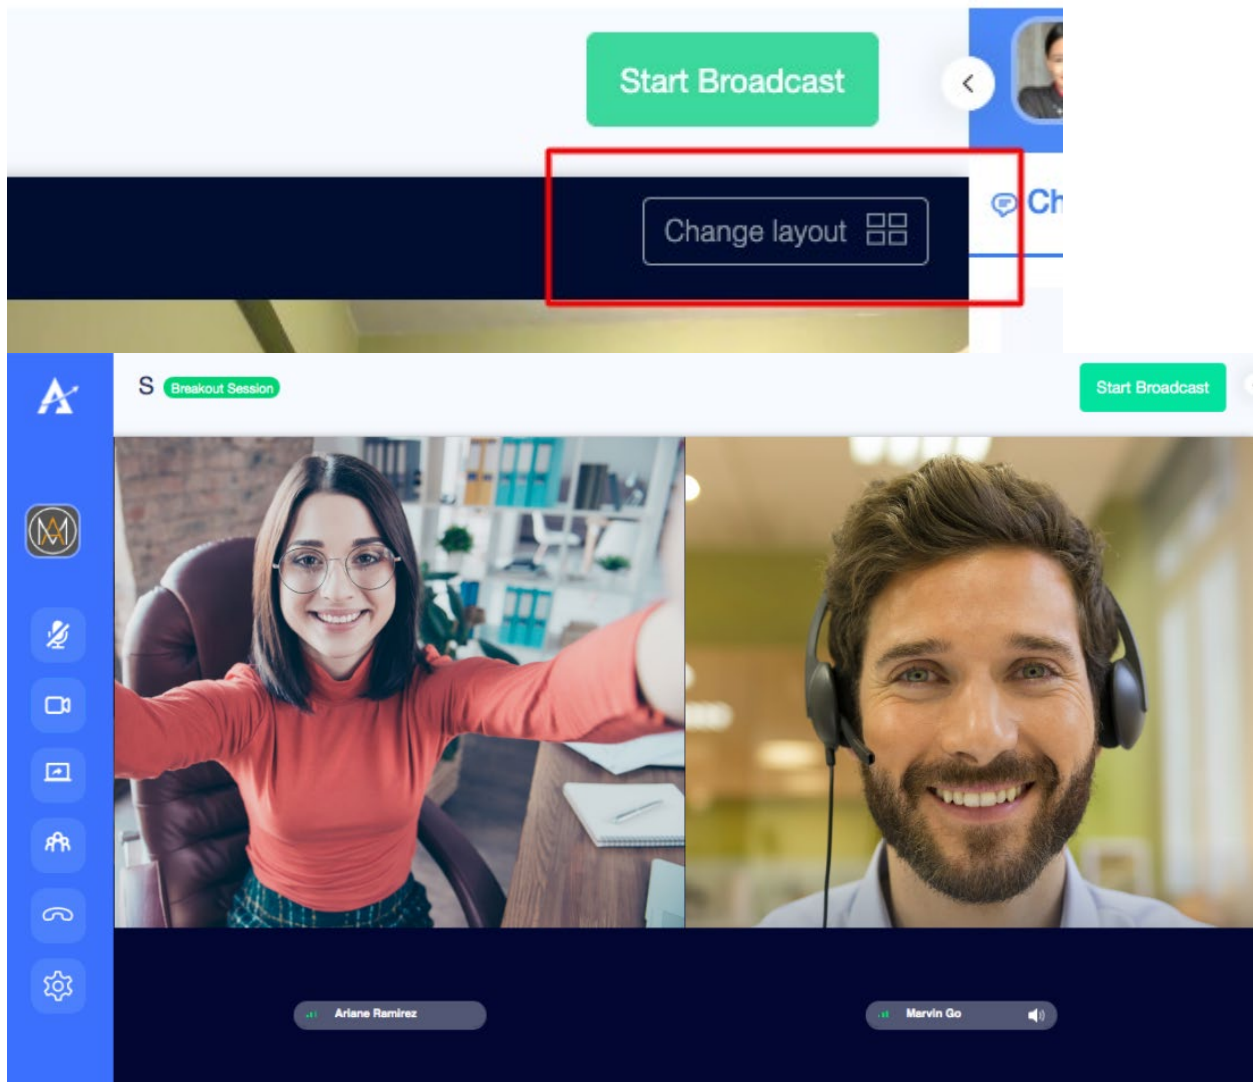 Start Broadcast
Change layout
Ch
S Breakout Session
Start Broadcast
Ariane Ramirez
Marvin Go